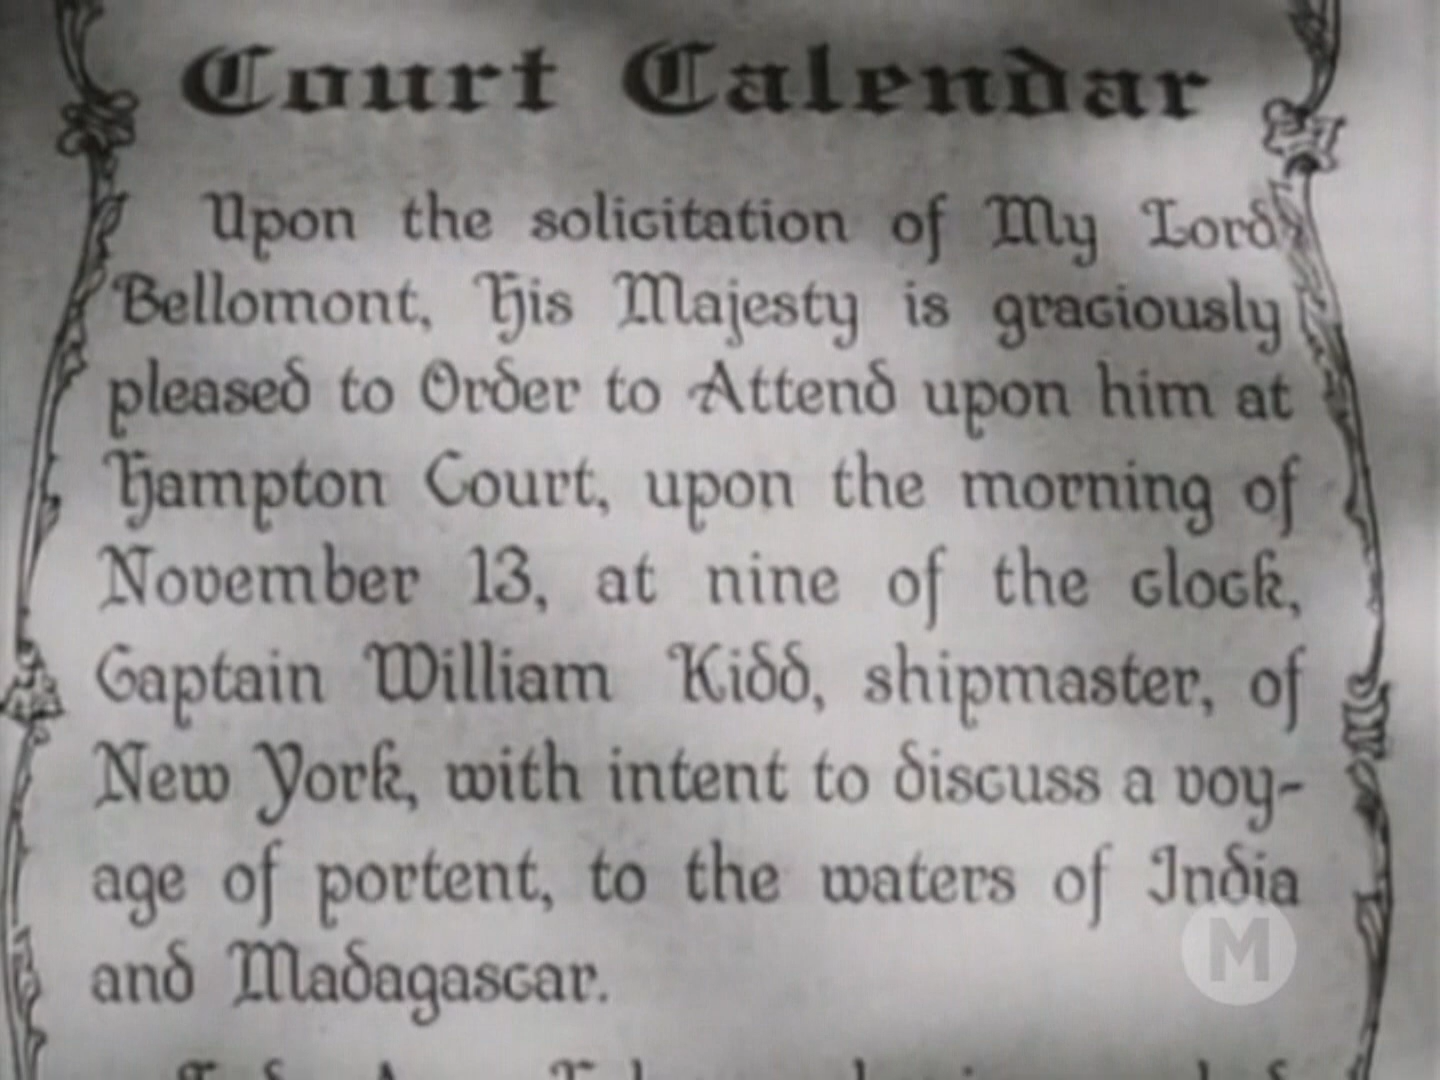 Court Calendar
Upon the solicitation of My Lord
Bellomont, His Majesty is graciously
pleased to Order to Attend upon him at
Hampton Court, upon the morning of
November 13, at nine of the clock,
Captain William Kidd, shipmaster, of
New York, with intent to discuss a voy-
age of portent, to the waters of India
and Madagascar.
M